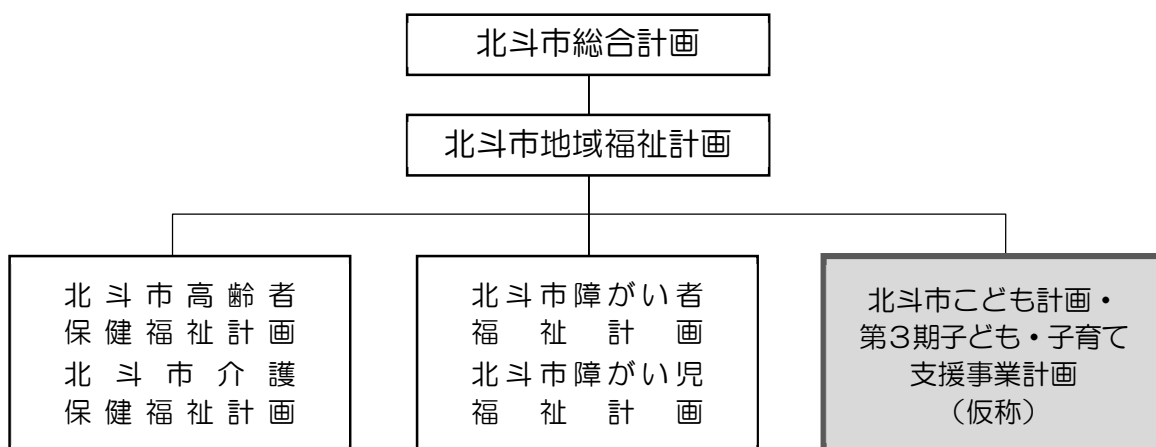 北斗市総合計画
北斗市地域福祉計画
北斗市高齢者
保健福祉計画
北斗市介護
保健福祉計画
北斗市障がい者
福祉計画
北斗市障がい児
福祉計画
北斗市こども計画・
第3期子ども・子育て
支援事業計画
（仮称）